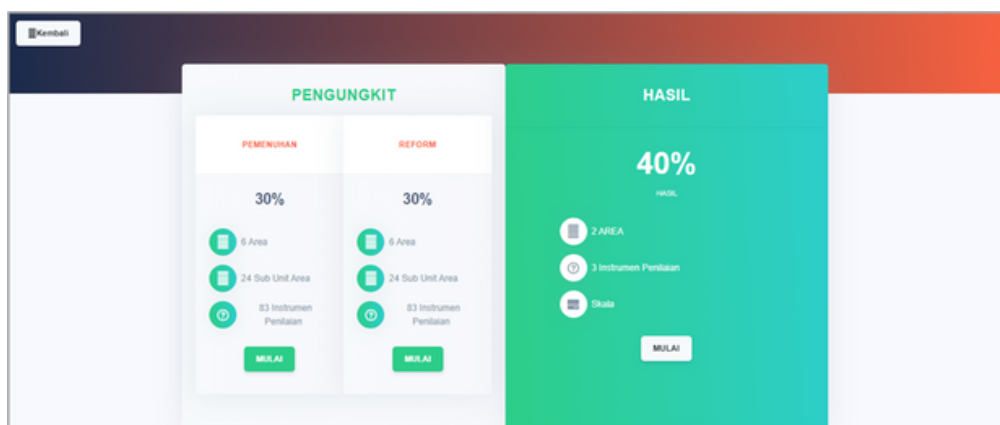 Kembali
PENGUNGKIT
PEMENUHAN
30%
6 Area
24 Sub Unit Area
83 Instrumen
Penilaian
MULAI
REFORM
30%
6 Area
24 Sub Unit Area
83 Instrumen
Penilaian
MULAI
HASIL
40%
HASIL
2 AREA
3 Instrumen Penilaian
Skala
MULAI